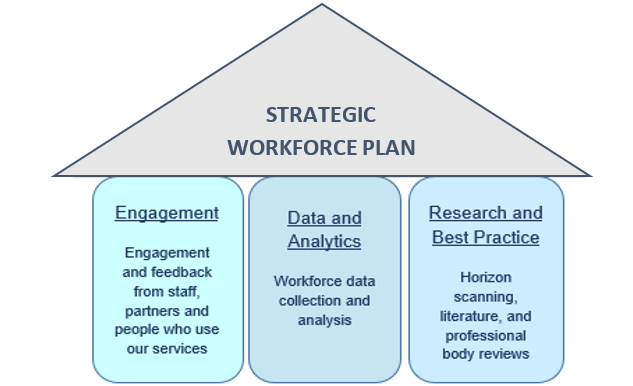 STRATEGIC
WORKFORCE PLAN
Engagement
Engagement
and feedback
from staff,
partners and
people who use
our services
Data and
Analytics
Workforce data
collection and
analysis
Research and
Best Practice
Horizon
scanning,
literature, and
professional
body reviews